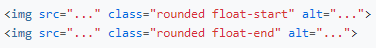 <img src="..." class="rounded float-start" alt="...">
<img src="..." class="rounded float-end" alt="...">